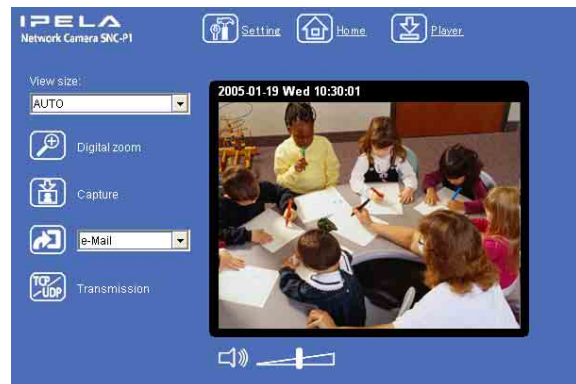 IPELA
Network Camera SNC-P1
Setting
Home
Player
View size:
AUTO
2005-01-19 Wed 10:30:01
Digital zoom
Capture
e-Mail
TCP
/UDP
Transmission